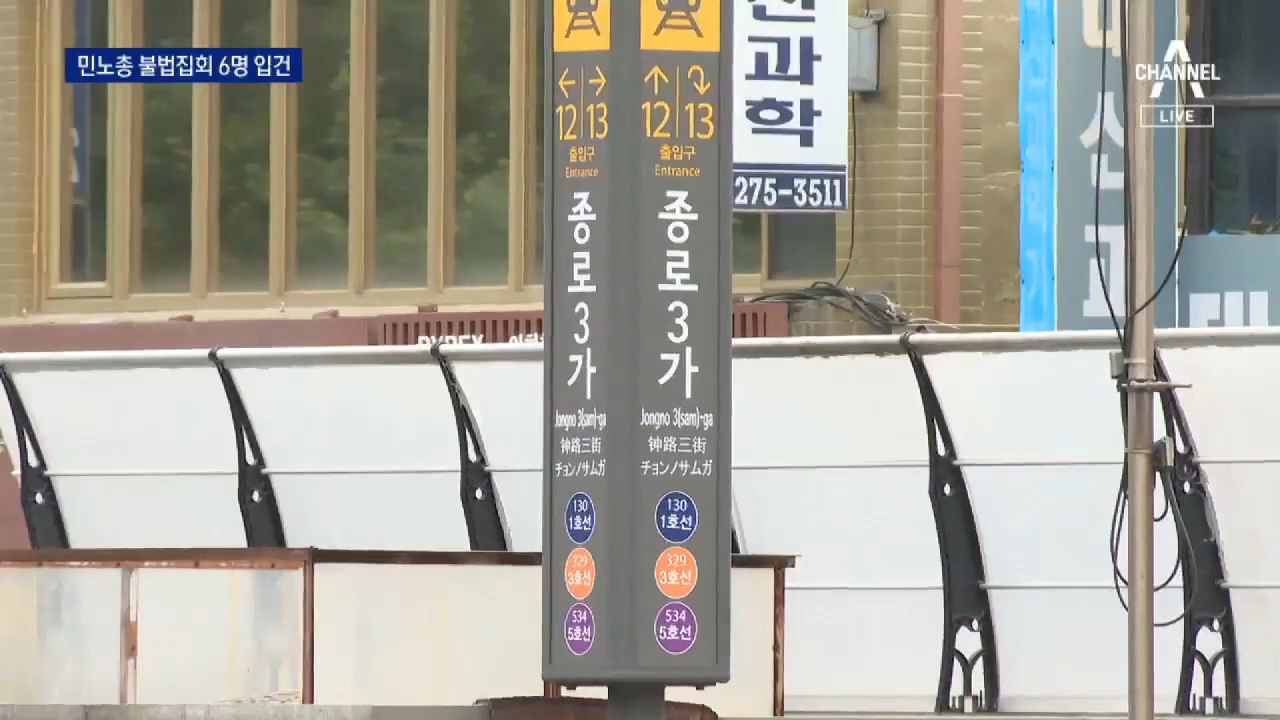 민노총 불법집회 6명 입건
CHANNEL
LIVE
←|→
12|13
출입구
Entrance
종로3가
Jongno 3(sam)-ga
钟路三街
チョンノサムガ
130
1호선
329
3호선
534
5호선
12|13
출입구
Entrance
종로3가
Jongno 3(sam)-ga
钟路三街
チョンノサムガ
130
1호선
329
3호선
534
5호선
과학
275-3511